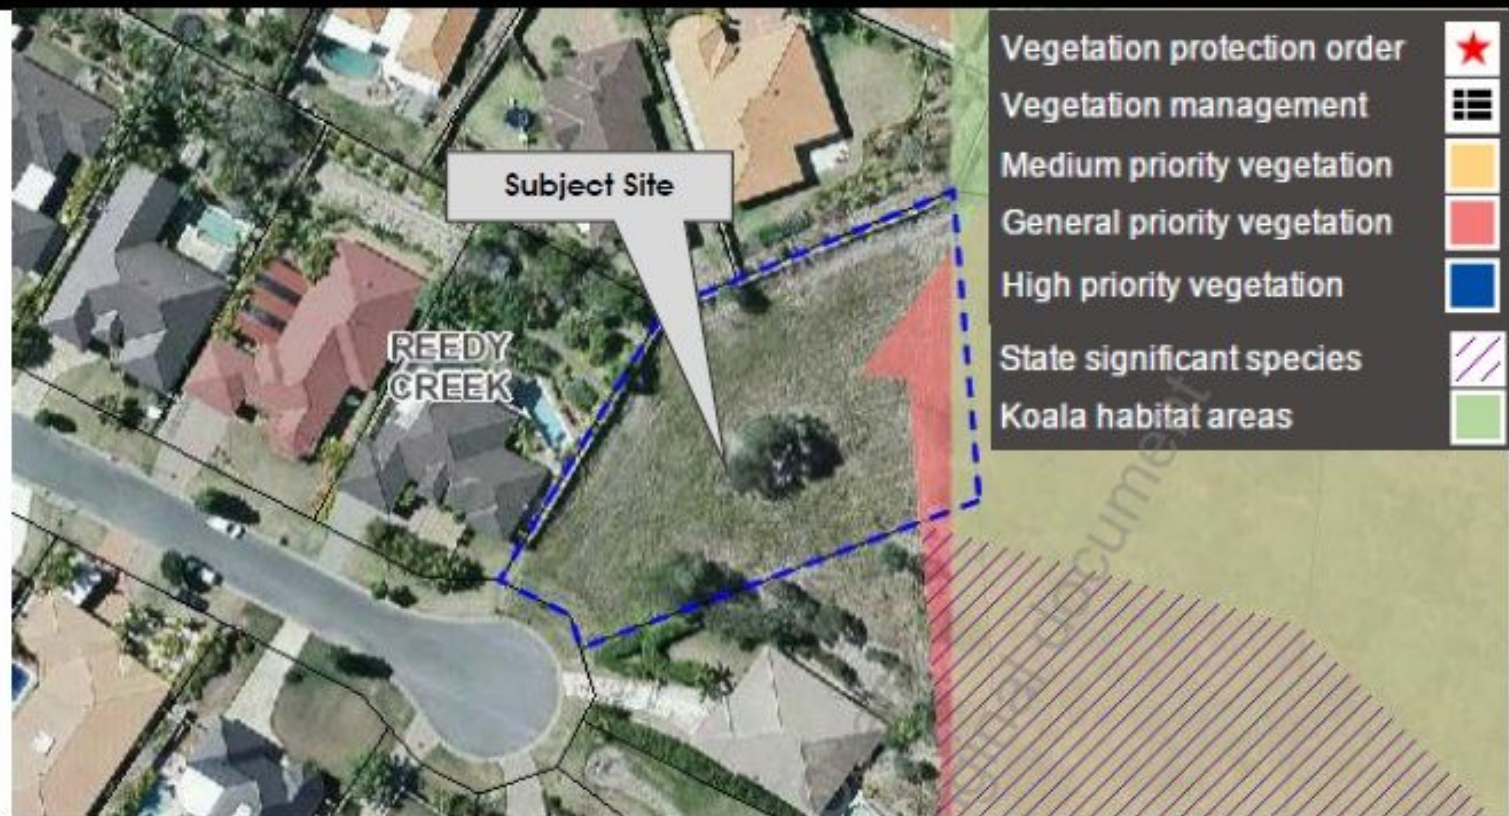 Vegetation protection order
Vegetation management
Medium priority vegetation
General priority vegetation
High priority vegetation
State significant species
Koala habitat areas
Subject Site
REEDY
CREEK
document